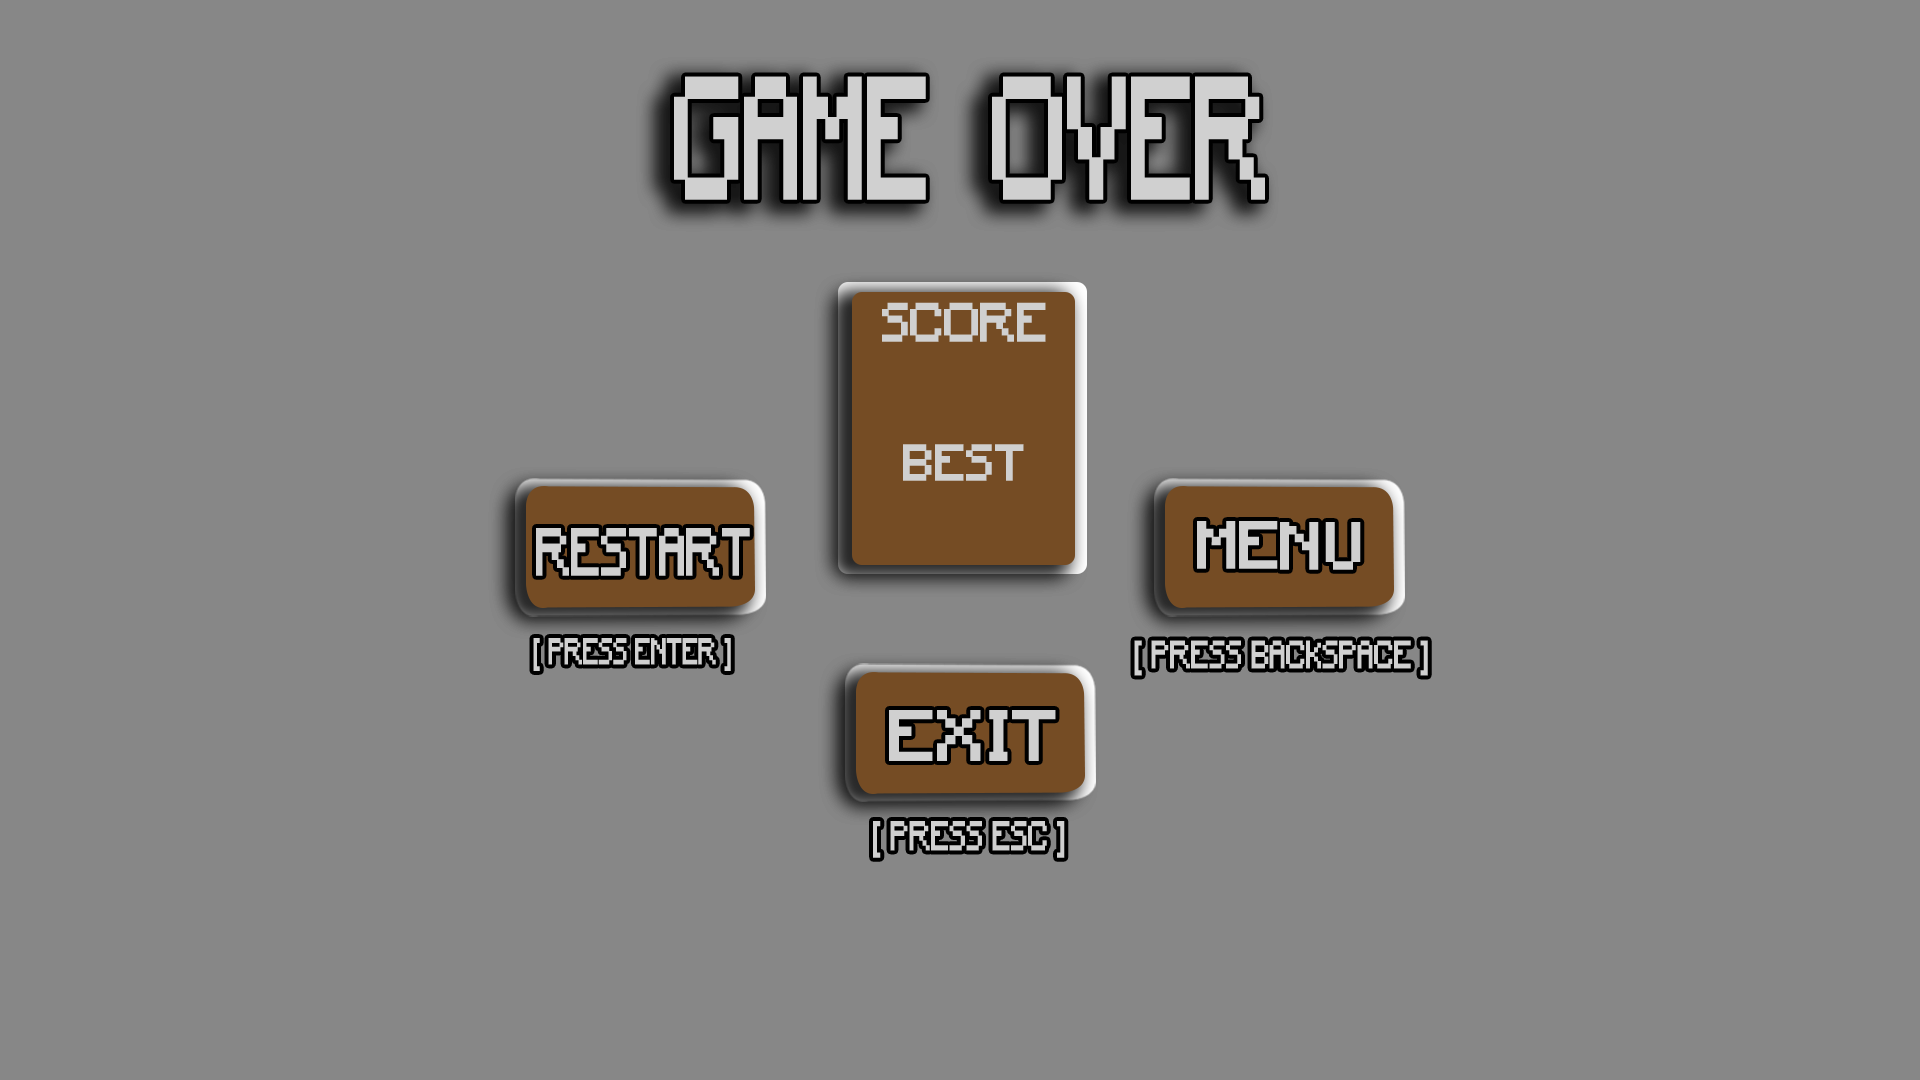 GAME OVER
SCORE
BEST
RESTART
[ PRESS ENTER ]
MENU
[ PRESS BACKSPACE ]
EXIT
[ PRESS ESC ]